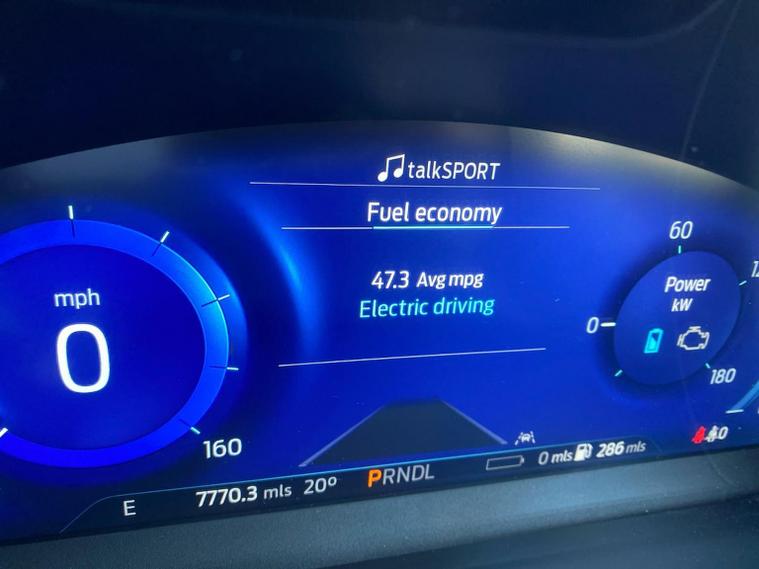 talkSPORT
Fuel economy
47.3 Avg mpg
Electric driving
mph
0
160
60
Power
kW
0
180
E 7770.3 mls 20° PRNDL 0 mls 286 mls